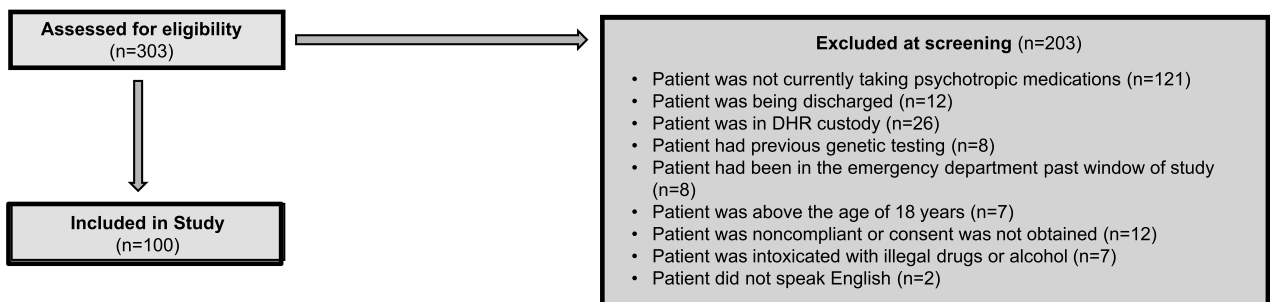 Assessed for eligibility
(n=303)
Excluded at screening (n=203)
• Patient was not currently taking psychotropic medications (n=121)
• Patient was being discharged (n=12)
• Patient was in DHR custody (n=26)
• Patient had previous genetic testing (n=8)
• Patient had been in the emergency department past window of study
(n=8)
• Patient was above the age of 18 years (n=7)
• Patient was noncompliant or consent was not obtained (n=12)
• Patient was intoxicated with illegal drugs or alcohol (n=7)
• Patient did not speak English (n=2)
Included in Study
(n=100)